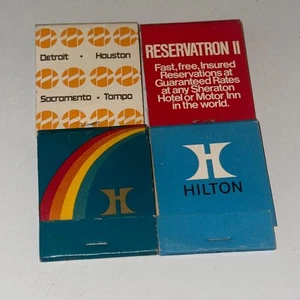 Detroit • Houston
Sacramento • Tampa
RESERVATRON II
Fast, free, Insured
Reservations at
Guaranteed Rates
at any Sheraton
Hotel or Motor Inn
in the world.
H
H
HILTON